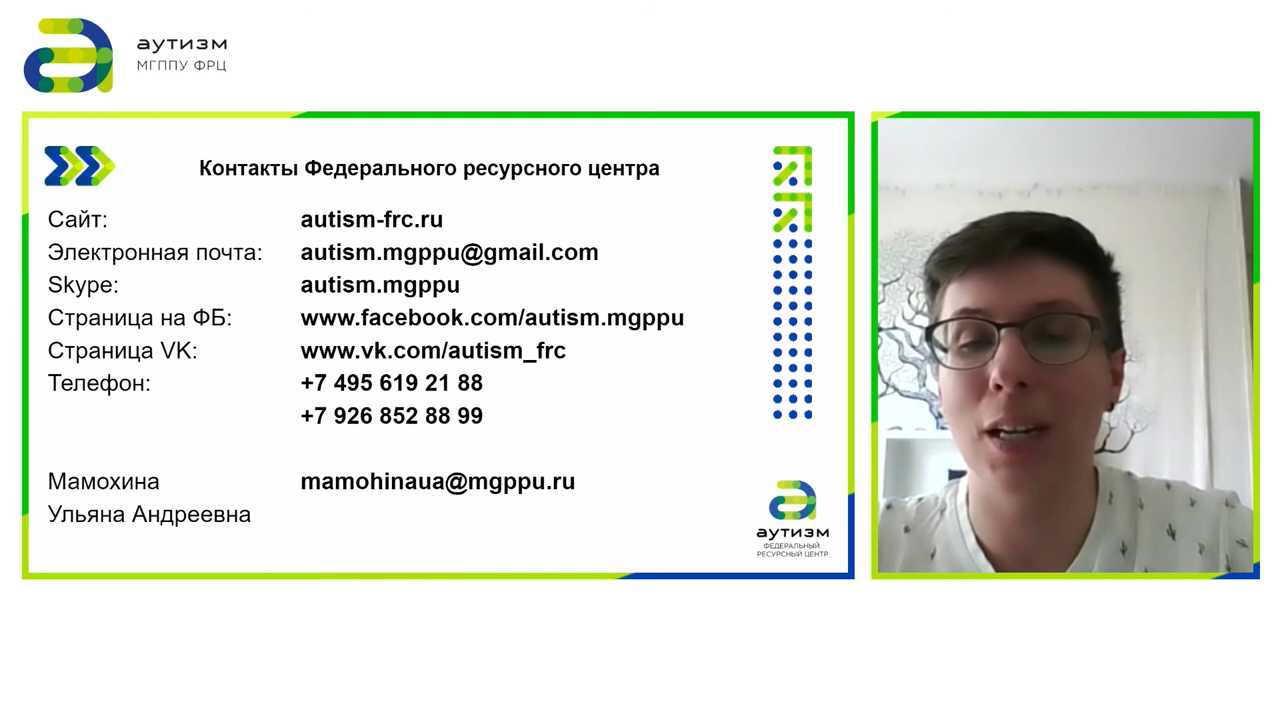 аутизм
МГППУ ФРЦ
Контакты Федерального ресурсного центра
Сайт: autism-frc.ru
Электронная почта: autism.mgppu@gmail.com
Skype: autism.mgppu
Страница на ФБ: www.facebook.com/autism.mgppu
Страница VK: www.vk.com/autism_frc
Телефон: +7 495 619 21 88
+7 926 852 88 99
Мамохина mamohinaua@mgppu.ru
Ульяна Андреевна
аутизм
ФЕДЕРАЛЬНЫЙ
РЕСУРСНЫЙ ЦЕНТР